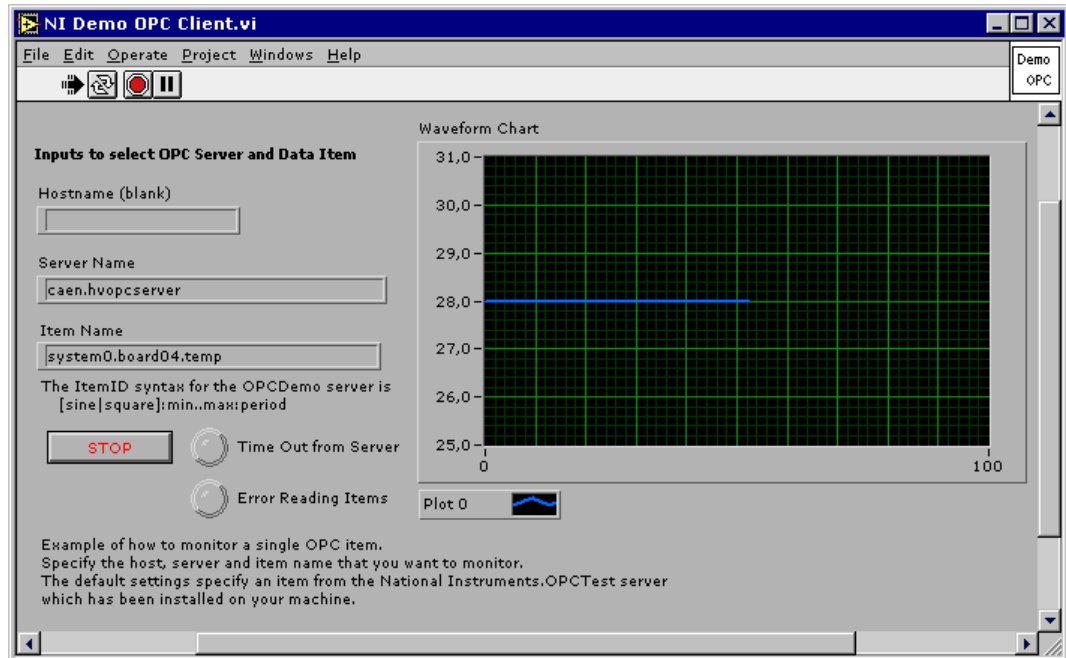 NI Demo OPC Client.vi
File Edit Operate Project Windows Help
Demo
OPC
Inputs to select OPC Server and Data Item
Hostname (blank)
Server Name
caen.hvopcserver
Item Name
system0.board04.temp
The ItemID syntax for the OPCDemo server is
[sine|square]:min..max:period
STOP
Time Out from Server
Error Reading Items
Waveform Chart
31,0
30,0
29,0
28,0
27,0
26,0
25,0
0 100
Plot 0
Example of how to monitor a single OPC item.
Specify the host, server and item name that you want to monitor.
The default settings specify an item from the National Instruments.OPCTest server
which has been installed on your machine.